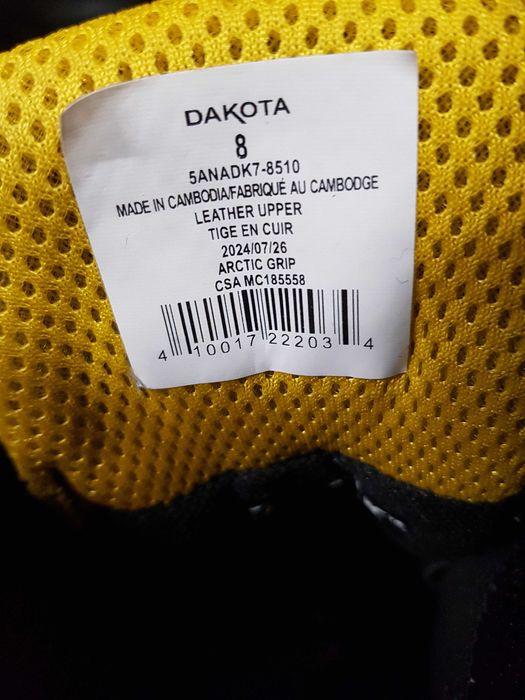 DAKOTA
8
5ANADK7-8510
MADE IN CAMBODIA/FABRIQUÉ AU CAMBODGE
LEATHER UPPER
TIGE EN CUIR
2024/07/26
ARCTIC GRIP
CSA MC185558
4 10017 22203 4